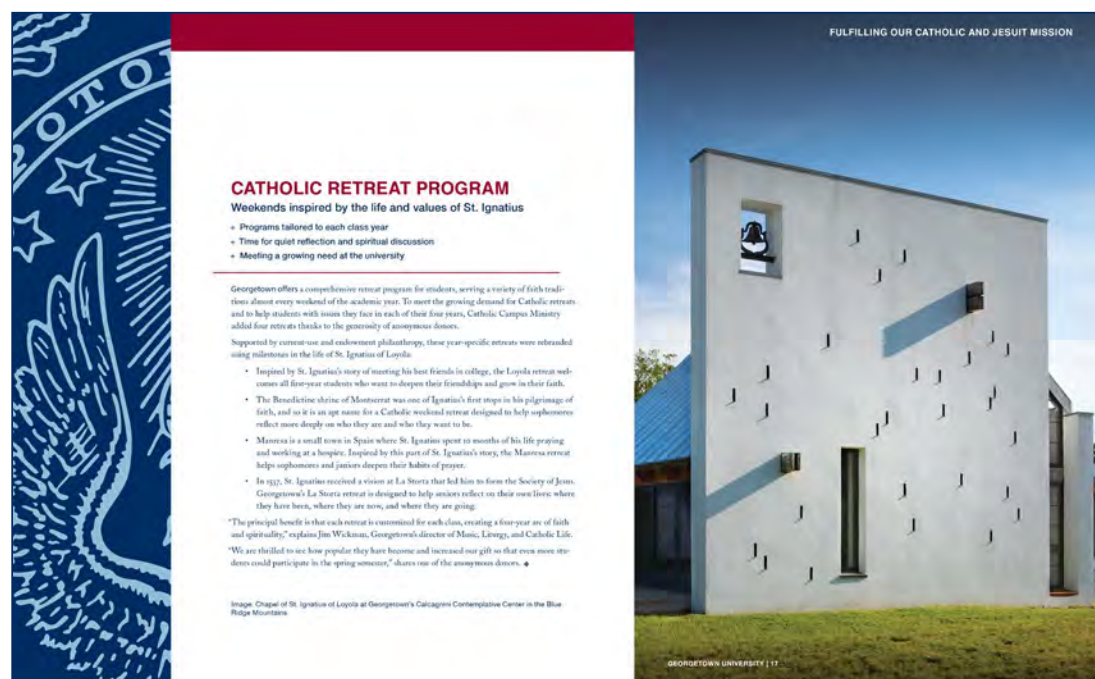 OTO
FULFILLING OUR CATHOLIC AND JESUIT MISSION
CATHOLIC RETREAT PROGRAM
Weekends inspired by the life and values of St. Ignatius
+ Programs tailored to each class year
+ Time for quiet reflection and spiritual discussion
+ Meeting a growing need at the university
Georgetown offers a comprehensive retreat program for students, serving a variety of faith tradi-
tions almost every weekend of the academic year. To meet the growing demand for Catholic retreats
and to help students with issues they face in each of their four years, Catholic Campus Ministry
added four retreats thanks to the generosity of anonymous donors.
Supported by current-use and endowment philanthropy, these year-specific retreats were rebranded
using milestones in the life of St. Ignatius of Loyola:
• Inspired by St. Ignatius's story of meeting his best friends in college, the Loyola retreat wel-
comes all first-year students who want to deepen their friendships and grow in their faith.
• The Benedictine shrine of Montserrat was one of Ignatius's first stops in his pilgrimage of
faith, and so it is an apt name for a Catholic weekend retreat designed to help sophomores
reflect more deeply on who they are and who they want to be.
• Manresa is a small town in Spain where St. Ignatius spent 10 months of his life praying
and working at a hospice. Inspired by this part of St. Ignatius's story, the Manresa retreat
helps sophomores and juniors deepen their habits of prayer.
• In 1537, St. Ignatius received a vision at La Storta that led him to form the Society of Jesus.
Georgetown's La Storta retreat is designed to help seniors reflect on their own lives: where
they have been, where they are now, and where they are going.
"The principal benefit is that each retreat is customized for each class, creating a four-year arc of faith
and spirituality," explains Jim Wickman, Georgetown's director of Music, Liturgy, and Catholic Life.
"We are thrilled to see how popular they have become and increased our gift so that even more stu-
dents could participate in the spring semester," shares one of the anonymous donors.
Image: Chapel of St. Ignatius of Loyola at Georgetown's Calcagnini Contemplative Center in the Blue
Ridge Mountains
GEORGETOWN UNIVERSITY | 17